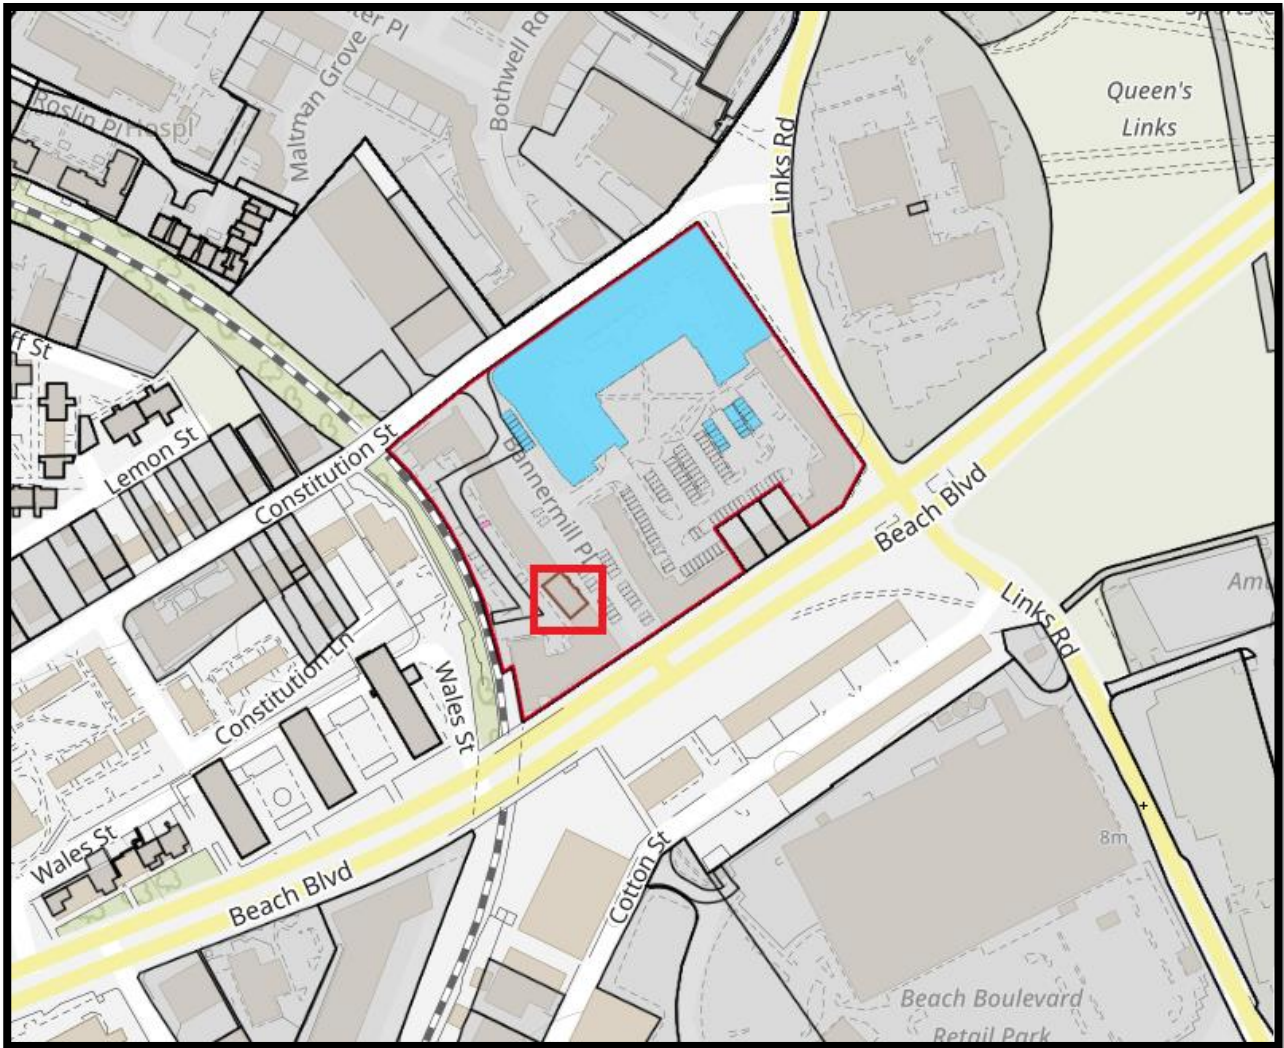 Bothwell Rd
Maltman Grove
Roslin Pl
Hospl
Queen's
Links
Links Rd
ff St
Lemon St
Constitution St
Bannermill Pl
Beach Blvd
Links Rd
Constitution Ln
Wales St
Wales St
Beach Blvd
Cotton St
8m
Beach Boulevard
Retail Park